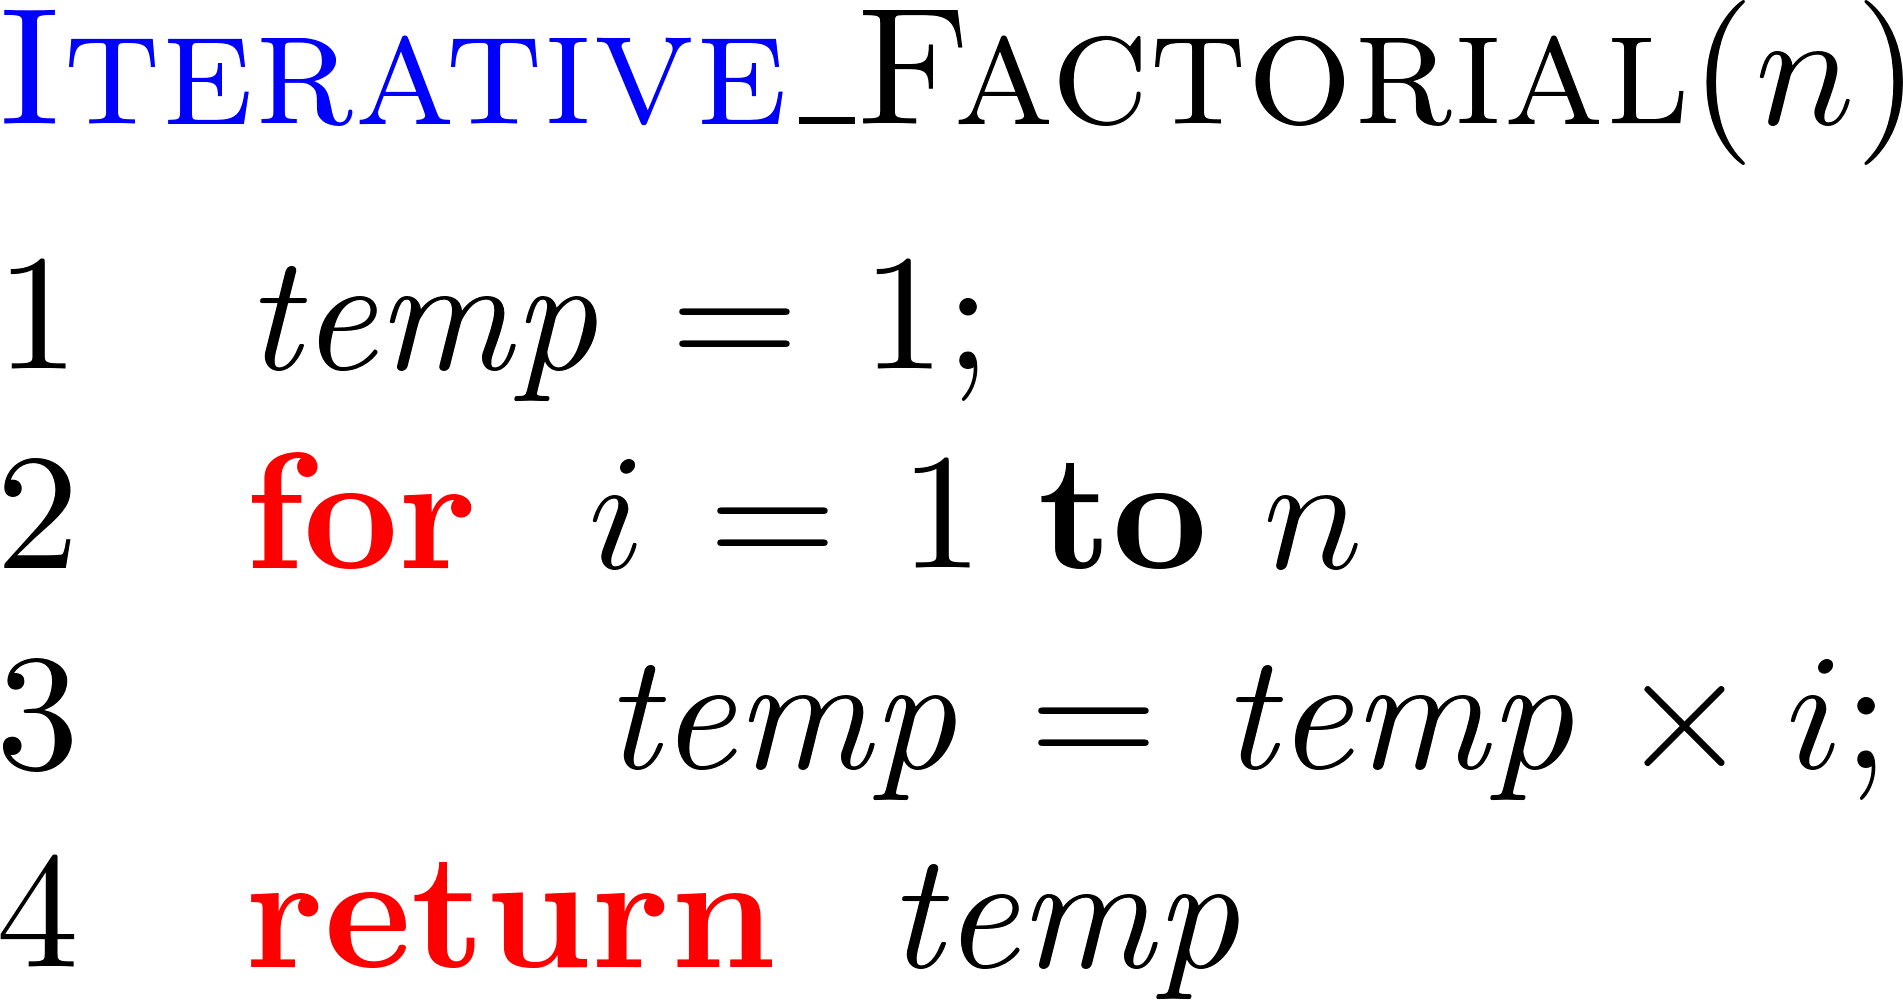 ITERATIVE_FACTORIAL(n)
1 temp = 1;
2 for i = 1 to n
3 temp = temp × i;
4 return temp